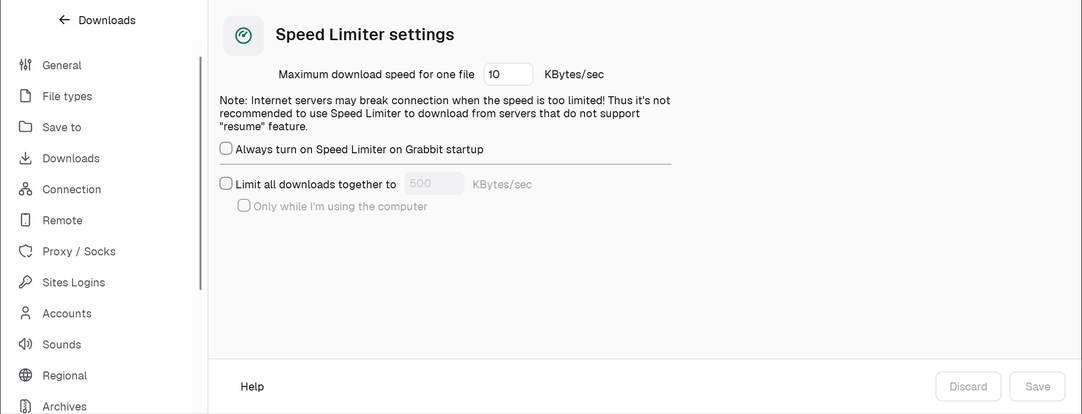 Downloads
General
File types
Save to
Downloads
Connection
Remote
Proxy / Socks
Sites Logins
Accounts
Sounds
Regional
Archives
Speed Limiter settings
Maximum download speed for one file 10 KBytes/sec
Note: Internet servers may break connection when the speed is too limited! Thus it's not
recommended to use Speed Limiter to download from servers that do not support
"resume" feature.
Always turn on Speed Limiter on Grabbit startup
Limit all downloads together to 500 KBytes/sec
Only while I'm using the computer
Help
Discard
Save